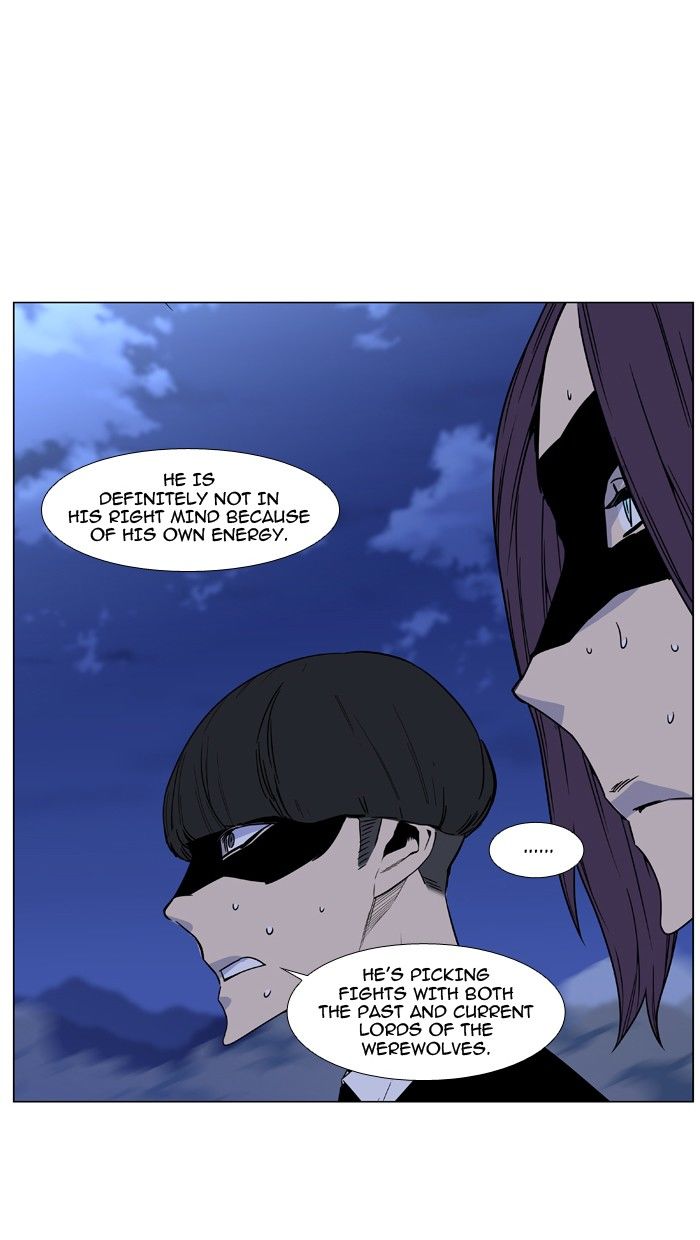 HE IS
DEFINITELY NOT IN
HIS RIGHT MIND BECAUSE
OF HIS OWN ENERGY.
......
HE'S PICKING
FIGHTS WITH BOTH
THE PAST AND CURRENT
LORDS OF THE
WEREWOLVES.